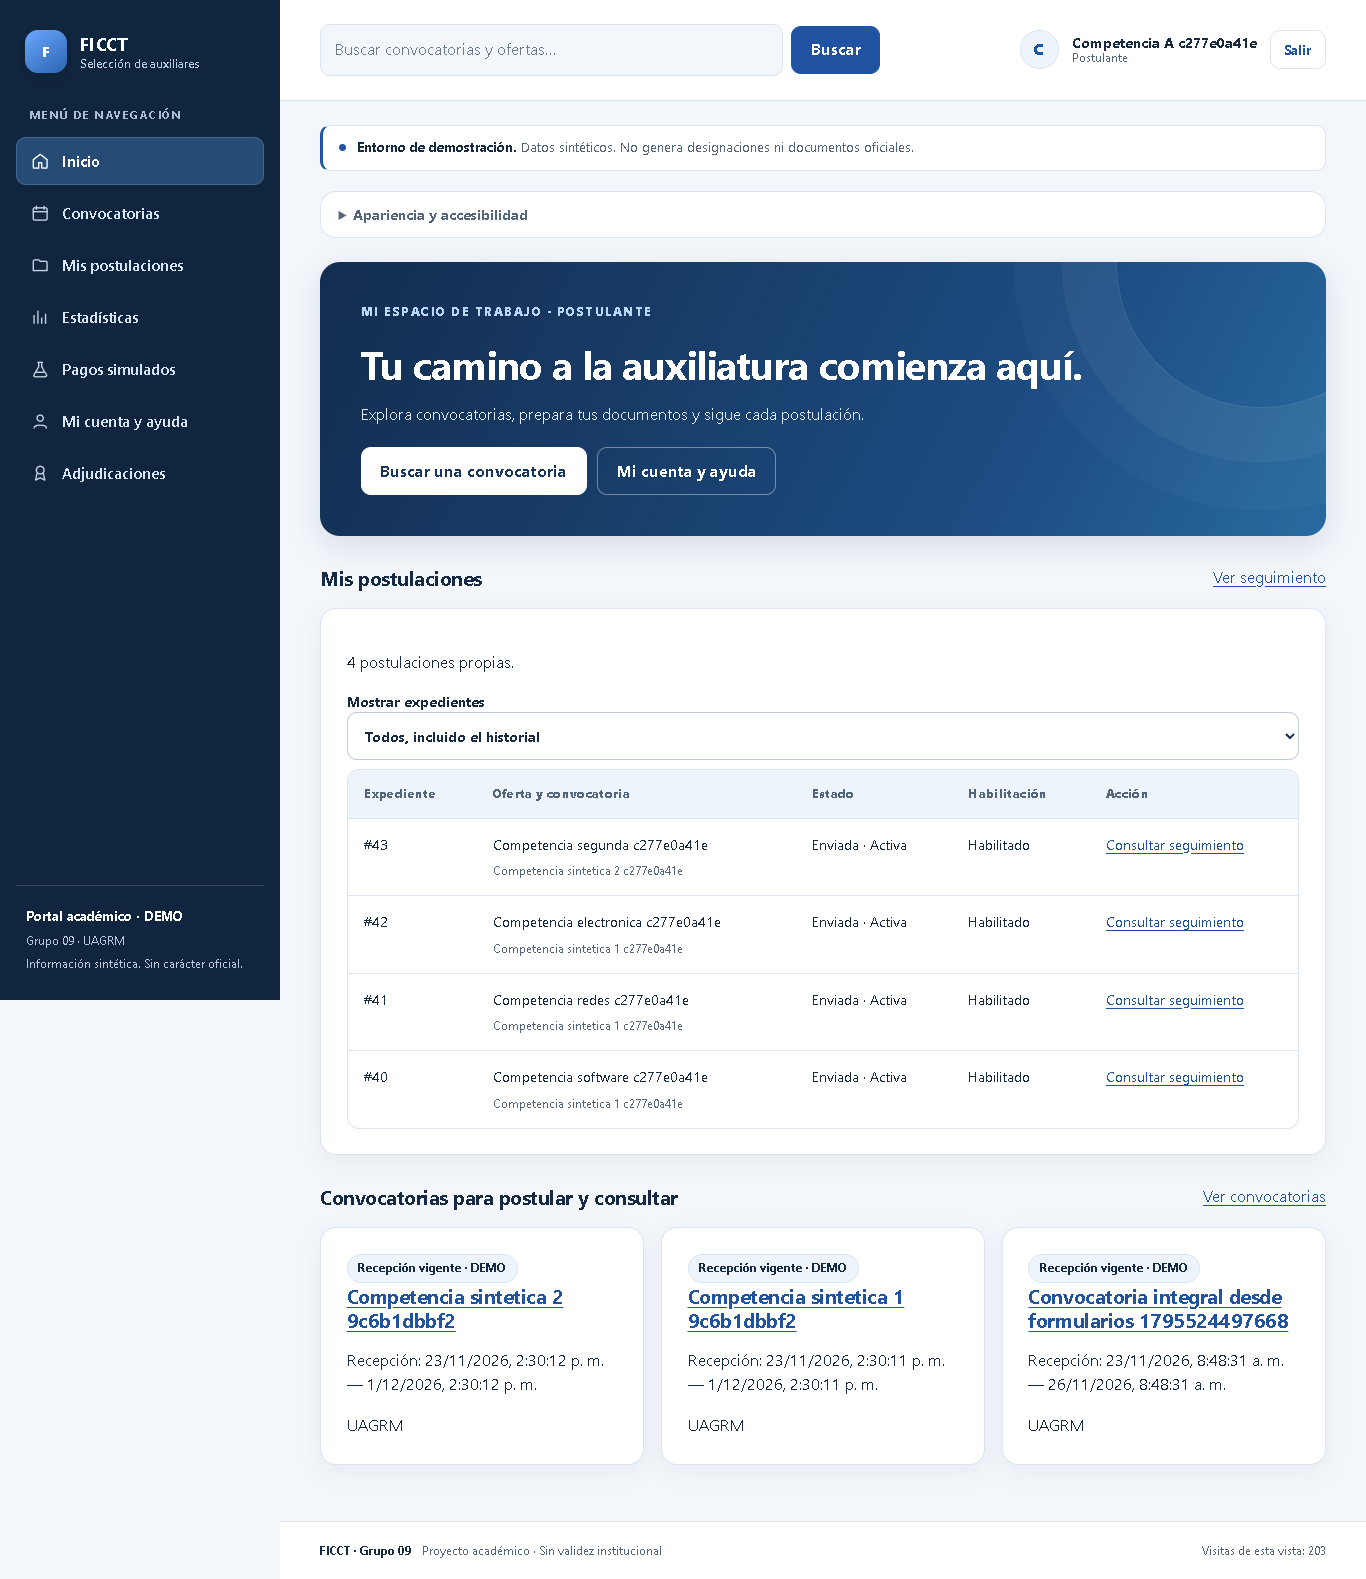 F
FICCT
Selección de auxiliares
MENÚ DE NAVEGACIÓN
Inicio
Convocatorias
Mis postulaciones
Estadísticas
Pagos simulados
Mi cuenta y ayuda
Adjudicaciones
Portal académico · DEMO
Grupo 09 · UAGRM
Información sintética. Sin carácter oficial.
Buscar convocatorias y ofertas...
Buscar
C
Competencia A c277e0a41e
Postulante
Salir
Entorno de demostración. Datos sintéticos. No genera designaciones ni documentos oficiales.
Apariencia y accesibilidad
MI ESPACIO DE TRABAJO · POSTULANTE
Tu camino a la auxiliatura comienza aquí.
Explora convocatorias, prepara tus documentos y sigue cada postulación.
Buscar una convocatoria
Mi cuenta y ayuda
Mis postulaciones
Ver seguimiento
4 postulaciones propias.
Mostrar expedientes
Todos, incluido el historial
Expediente Oferta y convocatoria Estado Habilitación Acción
#43 Competencia segunda c277e0a41e Enviada · Activa Habilitado Consultar seguimiento
Competencia sintetica 2 c277e0a41e
#42 Competencia electronica c277e0a41e Enviada · Activa Habilitado Consultar seguimiento
Competencia sintetica 1 c277e0a41e
#41 Competencia redes c277e0a41e Enviada · Activa Habilitado Consultar seguimiento
Competencia sintetica 1 c277e0a41e
#40 Competencia software c277e0a41e Enviada · Activa Habilitado Consultar seguimiento
Competencia sintetica 1 c277e0a41e
Convocatorias para postular y consultar
Ver convocatorias
Recepción vigente · DEMO
Competencia sintetica 2
9c6b1dbbf2
Recepción: 23/11/2026, 2:30:12 p. m.
— 1/12/2026, 2:30:12 p. m.
UAGRM
Recepción vigente · DEMO
Competencia sintetica 1
9c6b1dbbf2
Recepción: 23/11/2026, 2:30:11 p. m.
— 1/12/2026, 2:30:11 p. m.
UAGRM
Recepción vigente · DEMO
Convocatoria integral desde
formularios 1795524497668
Recepción: 23/11/2026, 8:48:31 a. m.
— 26/11/2026, 8:48:31 a. m.
UAGRM
FICCT · Grupo 09 Proyecto académico · Sin validez institucional
Visitas de esta vista: 203